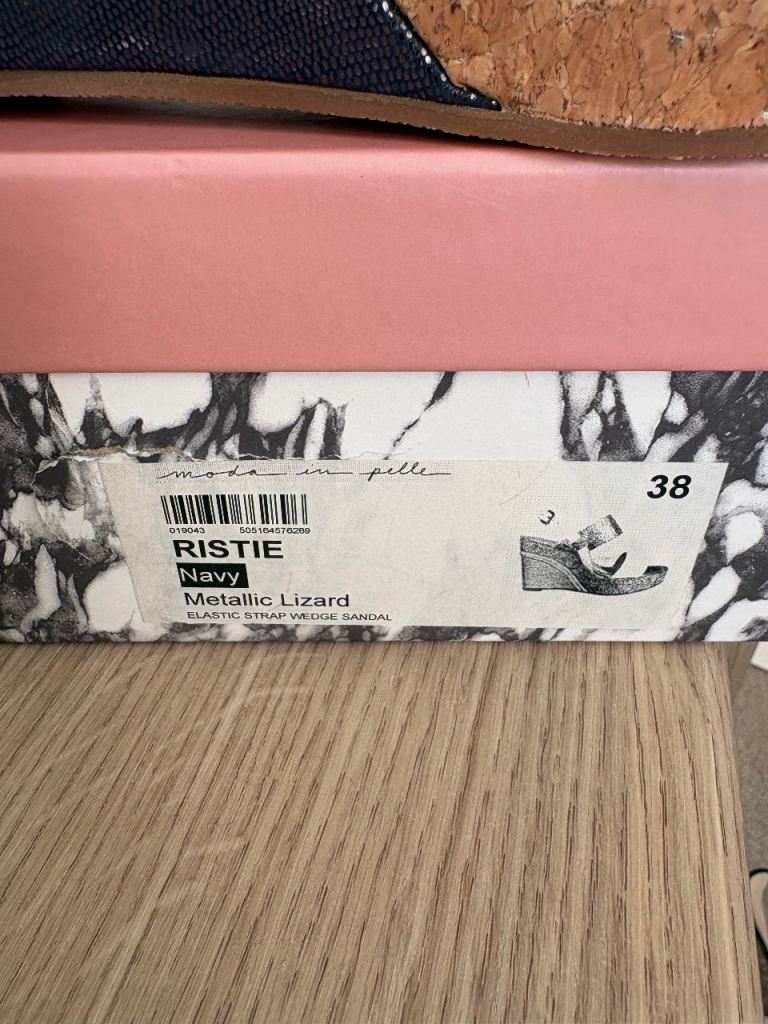 moda in pelle
38
019043 505164576289
RISTIE
Navy
Metallic Lizard
ELASTIC STRAP WEDGE SANDAL